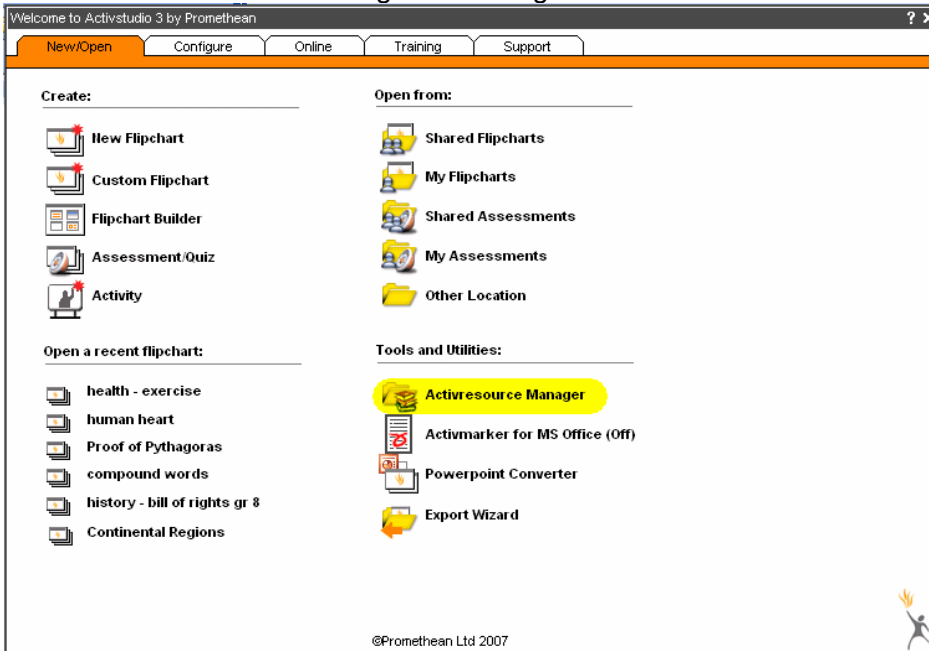 Welcome to Activstudio 3 by Promethean
? x
New/Open
Configure
Online
Training
Support
Create:
New Flipchart
Custom Flipchart
Flipchart Builder
Assessment/Quiz
Activity
Open from:
Shared Flipcharts
My Flipcharts
Shared Assessments
My Assessments
Other Location
Open a recent flipchart:
health - exercise
human heart
Proof of Pythagoras
compound words
history - bill of rights gr 8
Continental Regions
Tools and Utilities:
Activresource Manager
Activmarker for MS Office (Off)
Powerpoint Converter
Export Wizard
©Promethean Ltd 2007